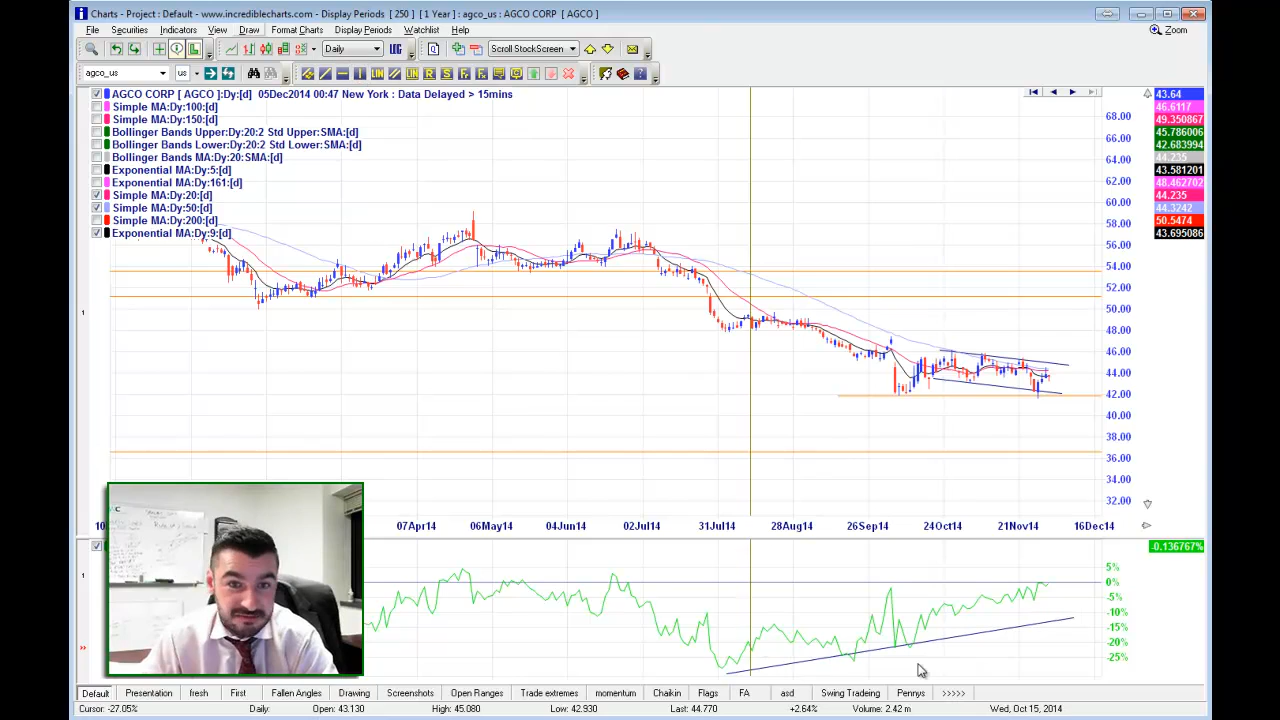 Charts - Project : Default - www.incrediblecharts.com - Display Periods [ 250 ] [ 1 Year ] : agco_us : AGCO CORP [ AGCO ]
File Securities Indicators View Draw Format Charts Display Periods Watchlist Help Zoom
Daily Scroll StockScreen
agco_us us LIN LIN R S
AGCO CORP [ AGCO ]:Dy:[d] 05Dec2014 00:47 New York : Data Delayed > 15mins 43.64
Simple MA:Dy:100:[d] 46.6117
Simple MA:Dy:150:[d] 49.350867
Bollinger Bands Upper:Dy:20:2 Std Upper:SMA:[d] 45.786006
Bollinger Bands Lower:Dy:20:2 Std Lower:SMA:[d] 42.683994
Bollinger Bands MA:Dy:20:SMA:[d] 44.235
Exponential MA:Dy:5:[d] 43.581201
Exponential MA:Dy:161:[d] 48.462702
Simple MA:Dy:20:[d] 44.235
Simple MA:Dy:50:[d] 44.3242
Simple MA:Dy:200:[d] 50.5474
Exponential MA:Dy:9:[d] 43.695086
68.00
66.00
64.00
62.00
60.00
58.00
56.00
54.00
52.00
50.00
48.00
46.00
44.00
42.00
40.00
38.00
36.00
34.00
32.00
1
07Apr14 06May14 04Jun14 02Jul14 31Jul14 28Aug14 26Sep14 24Oct14 21Nov14 16Dec14
-0.136767%
1
5%
0%
-5%
-10%
-15%
-20%
-25%
Default Presentation fresh First Fallen Angles Drawing Screenshots Open Ranges Trade extremes momentum Chaikin Flags FA asd Swing Tradeing Pennys >>>>>
Cursor: -27.05% Daily: Open: 43.130 High: 45.080 Low: 42.930 Last: 44.770 +2.64% Volume: 2.42 m Wed, Oct 15, 2014